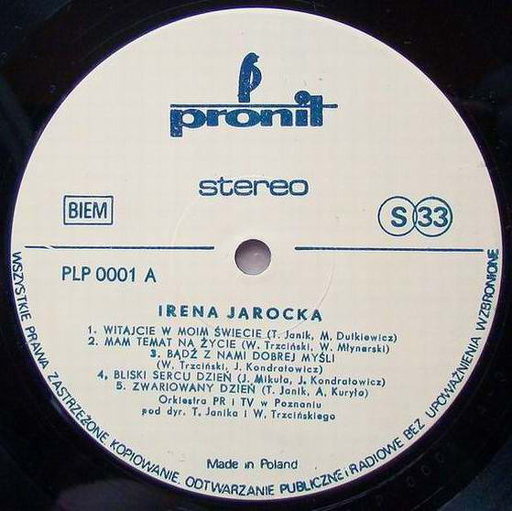 pronit
stereo
BIEM
S 33
PLP 0001 A
IRENA JAROCKA
1. WITAJCIE W MOIM ŚWIECIE (T. Janik, M. Dutkiewicz)
2. MAM TEMAT NA ŻYCIE (W. Trzciński, W. Młynarski)
3. BĄDŹ Z NAMI DOBREJ MYŚLI
(W. Trzciński, J. Kondratowicz)
4. BLISKI SERCU DZIEŃ (J. Mikuła, J. Kondratowicz)
5. ZWARIOWANY DZIEŃ (T. Janik, A. Kuryło)
Orkiestra PR i TV w Poznaniu
pod dyr. T. Janika i W. Trzcińskiego
Made in Poland
WSZYSTKIE PRAWA ZASTRZEŻONE. KOPIOWANIE, ODTWARZANIE PUBLICZNE i RADIOWE BEZ UPOWAŻNIENIA WZBRONIONE